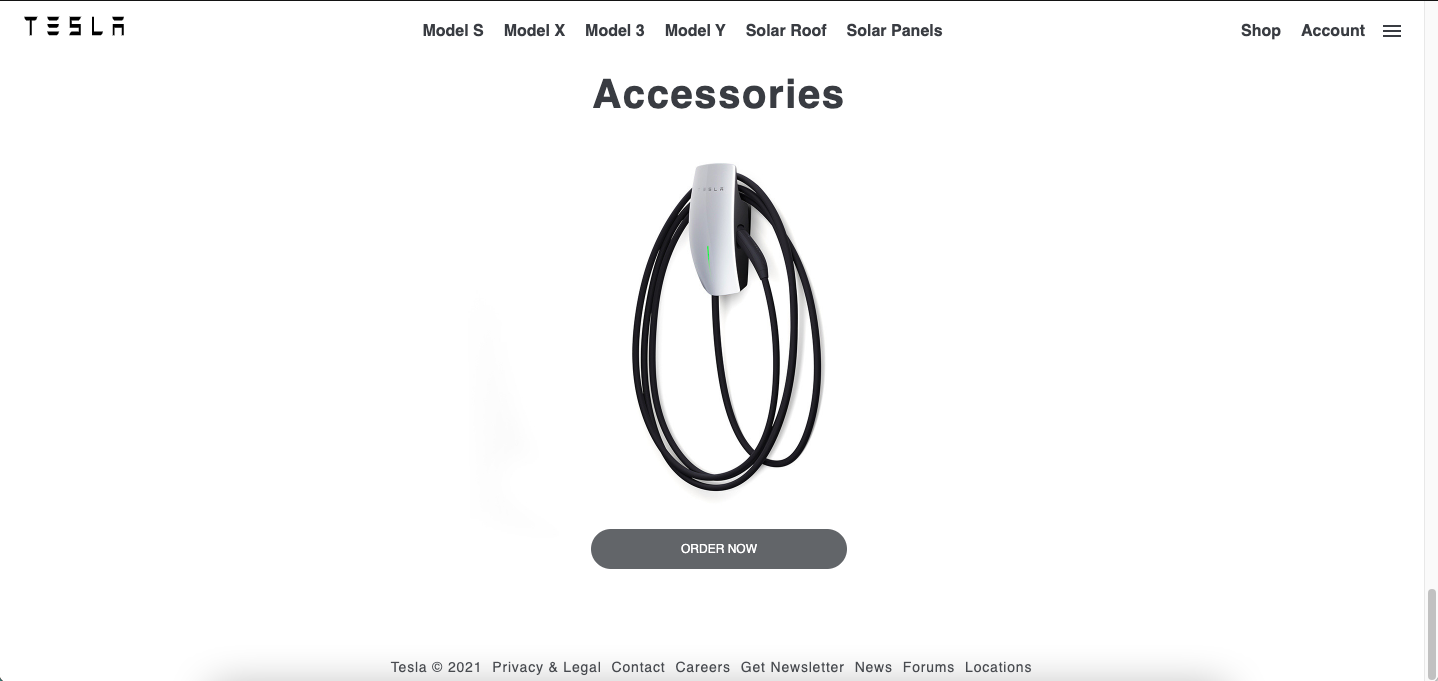 TESLA Model S Model X Model 3 Model Y Solar Roof Solar Panels Shop Account
Accessories
TESLA
ORDER NOW
Tesla © 2021 Privacy & Legal Contact Careers Get Newsletter News Forums Locations